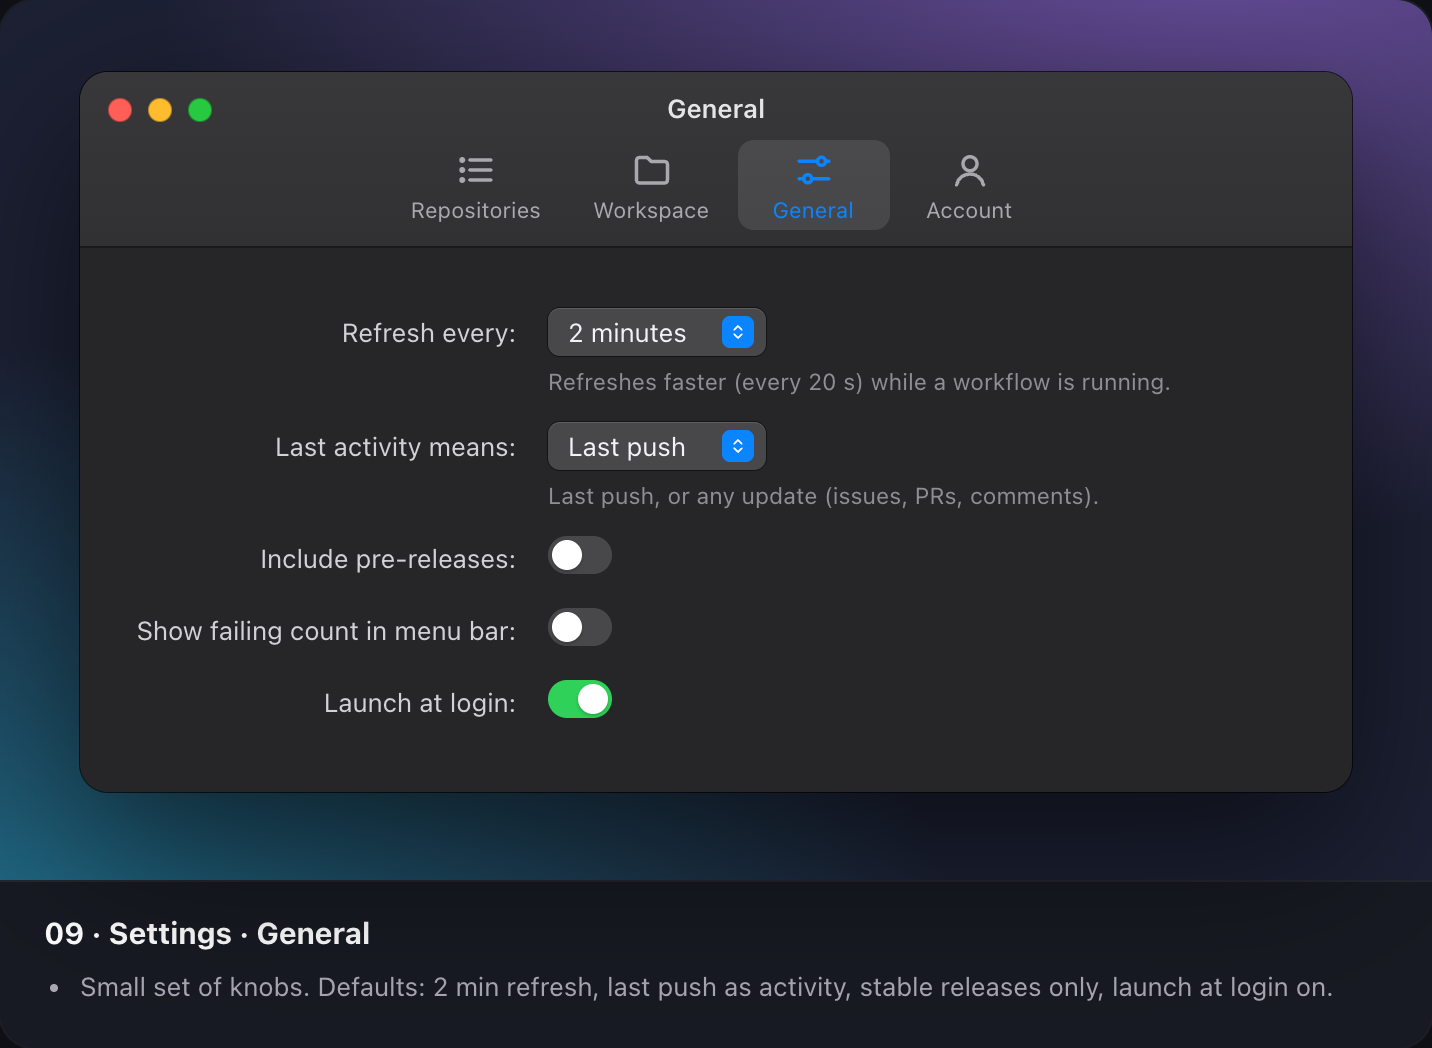 General
Repositories
Workspace
General
Account
Refresh every:
2 minutes
Refreshes faster (every 20 s) while a workflow is running.
Last activity means:
Last push
Last push, or any update (issues, PRs, comments).
Include pre-releases:
Show failing count in menu bar:
Launch at login:
09 · Settings · General
• Small set of knobs. Defaults: 2 min refresh, last push as activity, stable releases only, launch at login on.